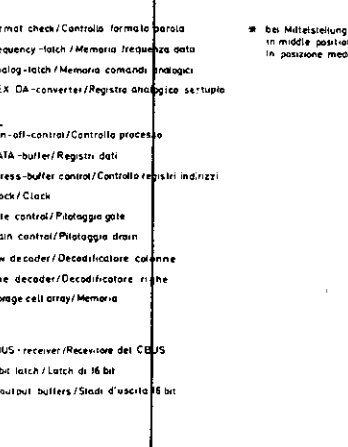 rmat check/Controllo formato parola
equency-latch/Memoria frequenza data
alog-latch/Memoria comandi analogici
EX DA-converter/Registro analogico sertuplo
n-off-control/Controllo processo
ATA-buffer/Registri dati
ress-buffer control/Controllo registri indirizzi
ock/Clock
te control/Pilotaggio gate
ain control/Pilotaggio drain
w decoder/Decodificatore colonne
ne decoder/Decodificatore righe
orage cell array/Memoria
US-receiver/Recevitore del CBUS
bit latch/Latch di 16 bit
output buffers/Stadi d'uscita 16 bit
* bei Mittelstellung
in middle position
in posizione med